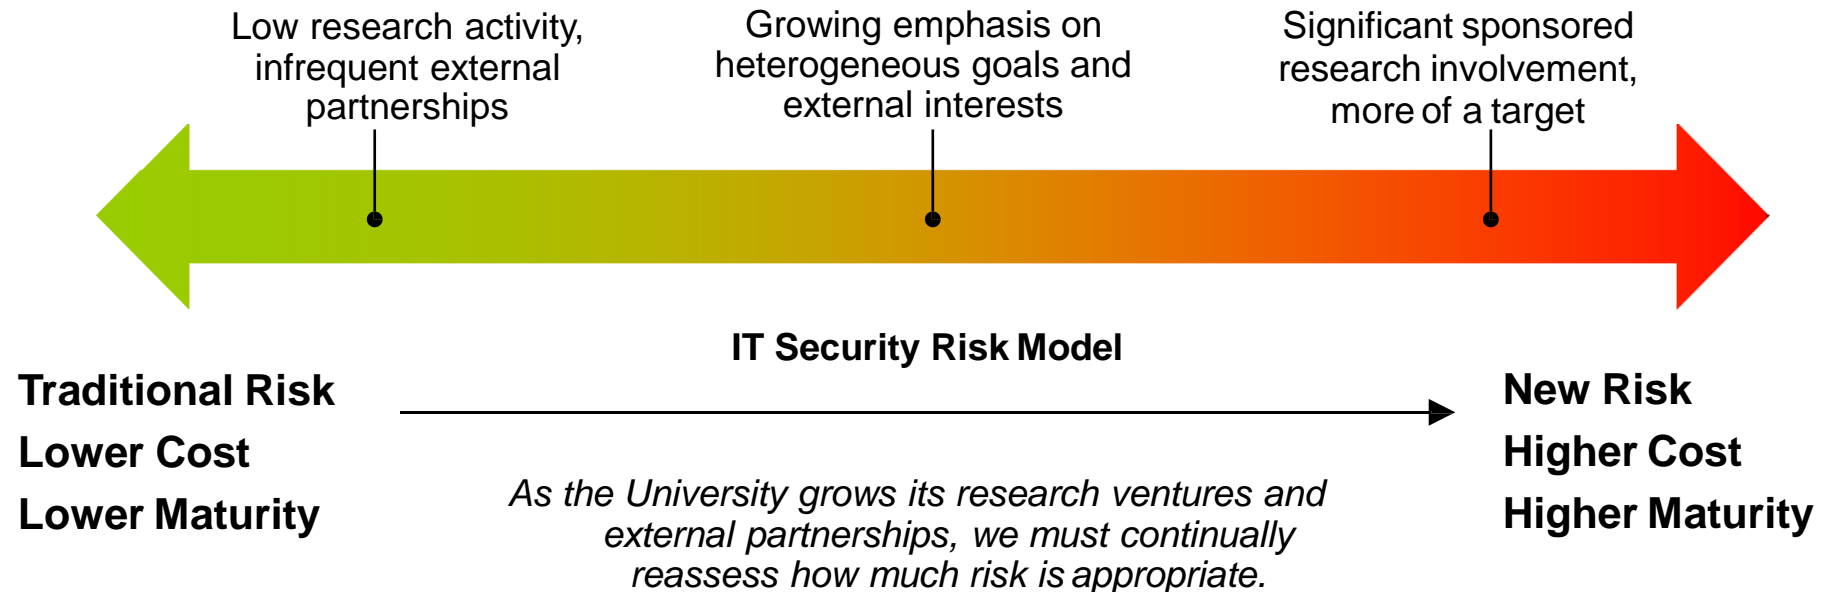 Low research activity,
infrequent external
partnerships
Growing emphasis on
heterogeneous goals and
external interests
Significant sponsored
research involvement,
more of a target
IT Security Risk Model
Traditional Risk
Lower Cost
Lower Maturity
As the University grows its research ventures and
external partnerships, we must continually
reassess how much risk is appropriate.
New Risk
Higher Cost
Higher Maturity